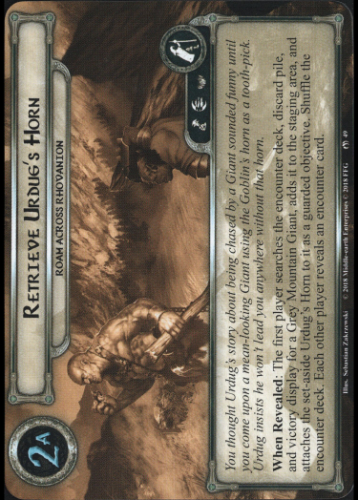 2A
RETRIEVE URDUG'S HORN
ROAM ACROSS RHOVANION
You thought Urdug's story about being chased by a Giant sounded funny until
you come upon a mean-looking Giant using the Goblin's horn as a tooth-pick.
Urdug insists he won't lead you anywhere without that horn.
When Revealed: The first player searches the encounter deck, discard pile,
and victory display for a Grey Mountain Giant, adds it to the staging area, and
attaches the set-aside Urdug's Horn to it as a guarded objective. Shuffle the
encounter deck. Each other player reveals an encounter card.
Illus. Sebastian Zakrzewski © 2018 Middle-earth Enterprises © 2018 FFG 49